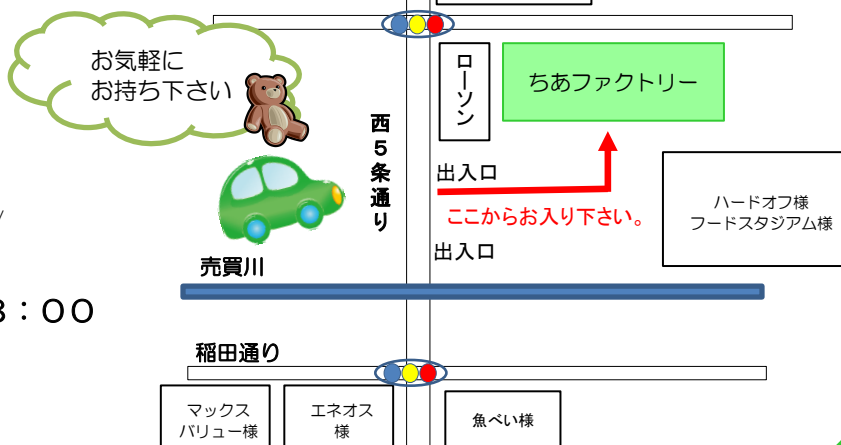 お気軽に
お持ち下さい
ローソン
ちあファクトリー
西５条通り
出入口
ここからお入り下さい。
ハードオフ様
フードスタジアム様
出入口
売買川
：００
稲田通り
マックス
バリュー様
エネオス
様
魚べい様